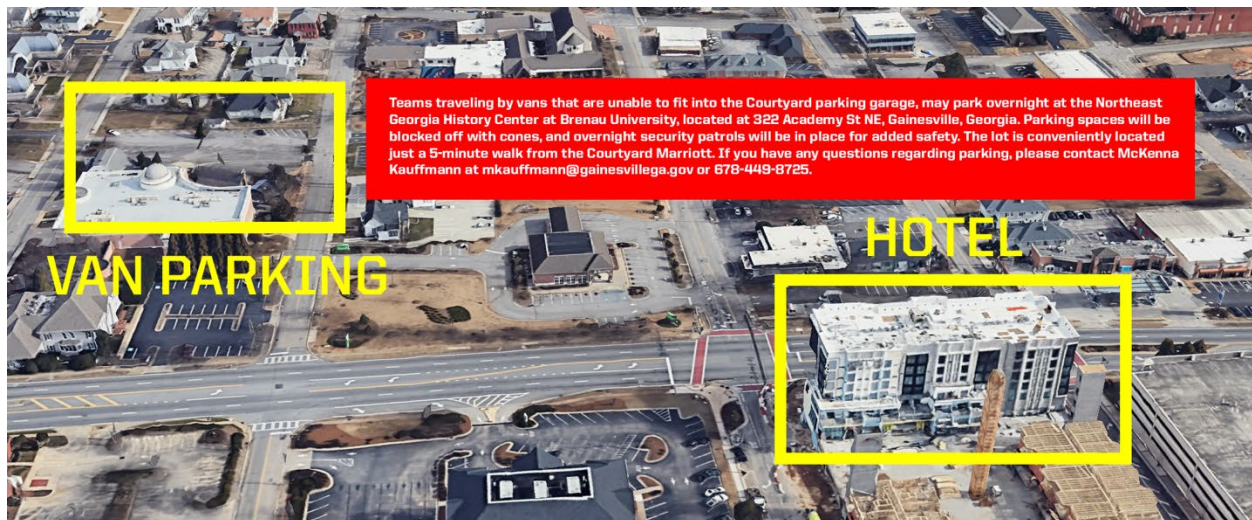 Teams traveling by vans that are unable to fit into the Courtyard parking garage, may park overnight at the Northeast
Georgia History Center at Brenau University, located at 322 Academy St NE, Gainesville, Georgia. Parking spaces will be
blocked off with cones, and overnight security patrols will be in place for added safety. The lot is conveniently located
just a 5-minute walk from the Courtyard Marriott. If you have any questions regarding parking, please contact McKenna
Kauffmann at mkauffmann@gainesvillega.gov or 678-449-8725.
HOTEL
VAN PARKING